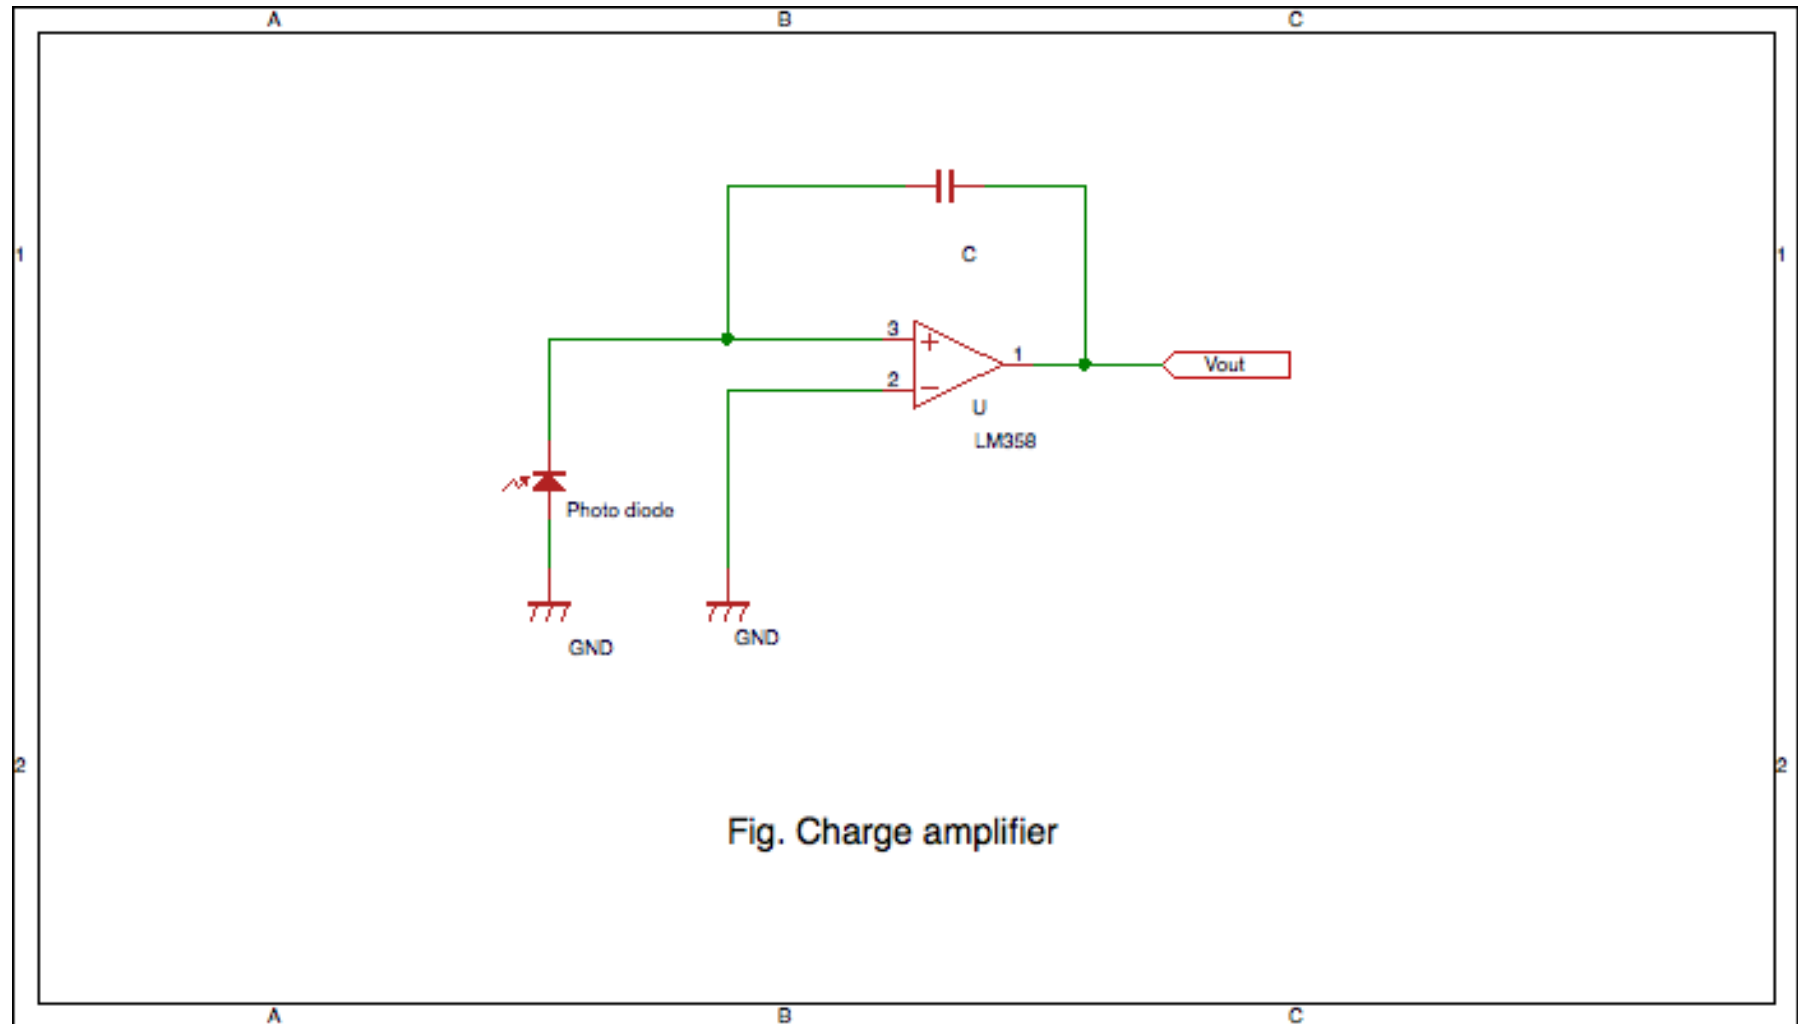 A B C
1 1
C
3
1
Vout
2
U
LM358
Photo diode
GND
GND
2 2
Fig. Charge amplifier
A B C